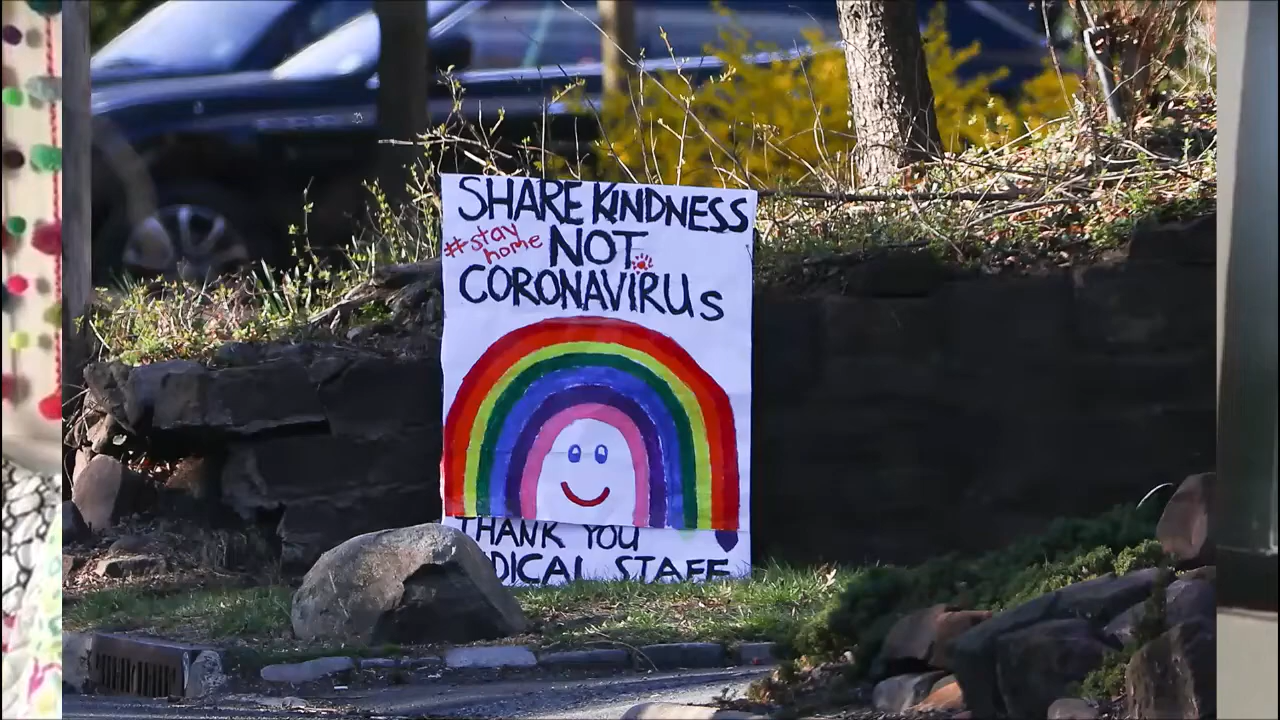 SHARE KINDNESS
#stay home
NOT
CORONAVIRUs
THANK YOU
DICAL STAFF